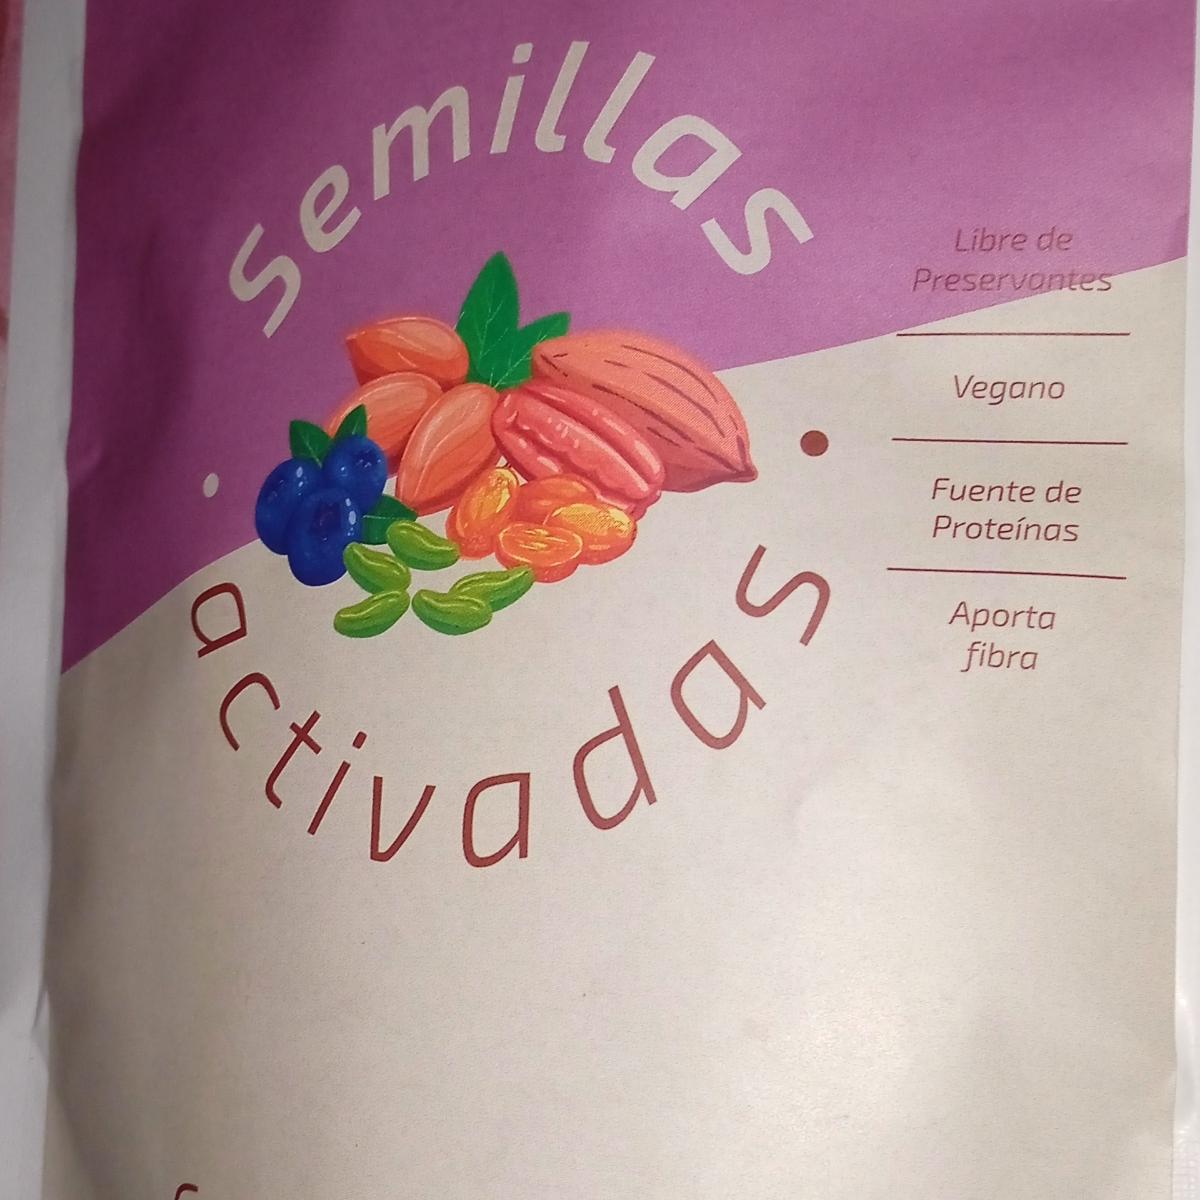 Semillas
activadas
Libre de
Preservantes
Vegano
Fuente de
Proteínas
Aporta
fibra